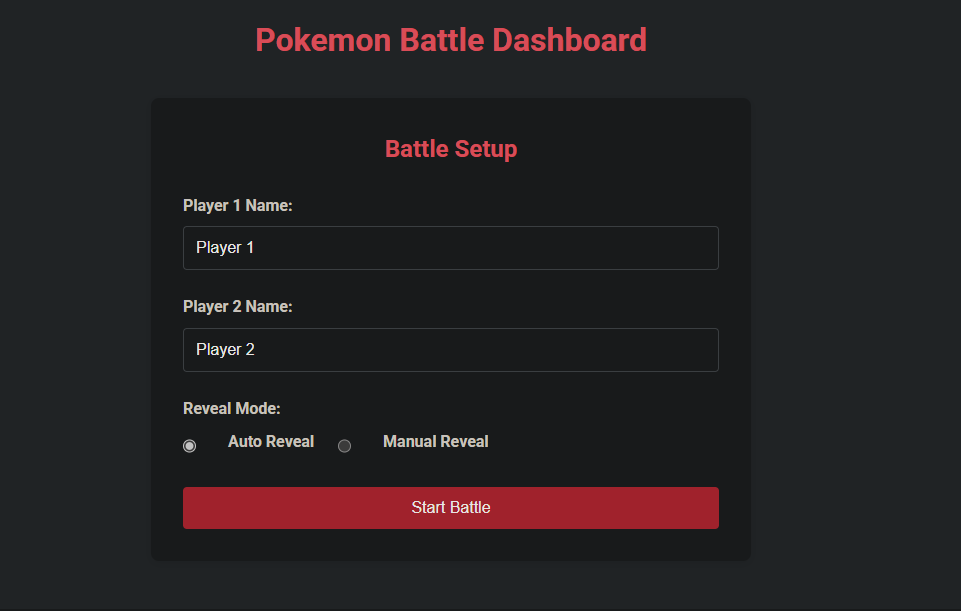 Pokemon Battle Dashboard
Battle Setup
Player 1 Name:
Player 1
Player 2 Name:
Player 2
Reveal Mode:
Auto Reveal Manual Reveal
Start Battle